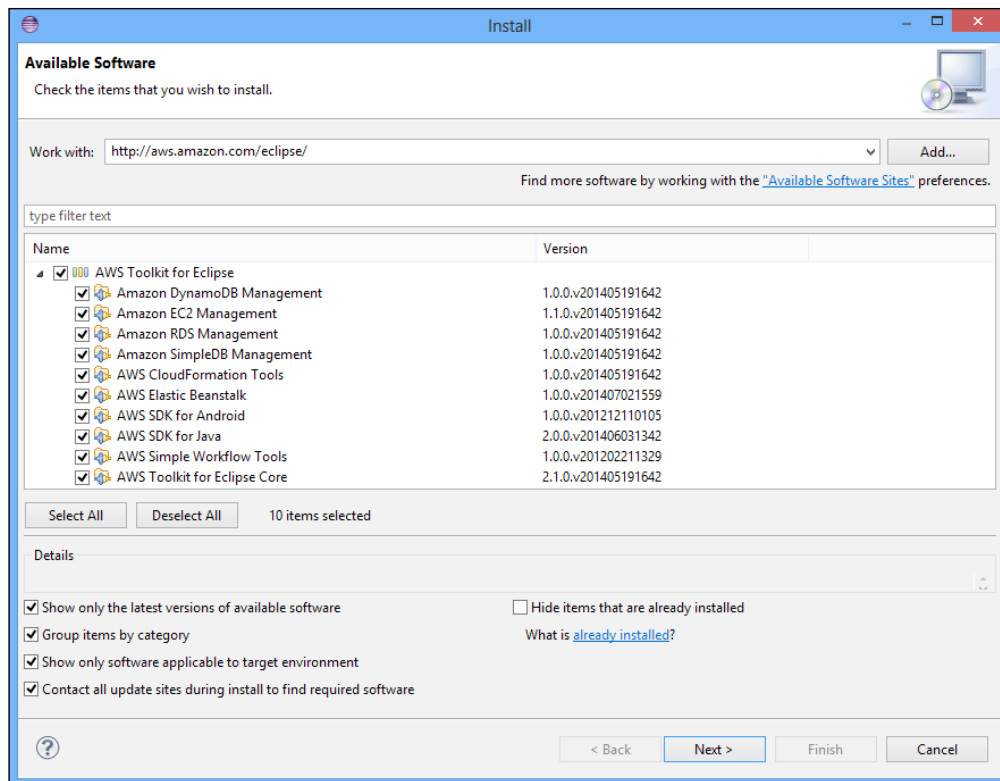 Install
Available Software
Check the items that you wish to install.
Work with: http://aws.amazon.com/eclipse/ Add...
Find more software by working with the "Available Software Sites" preferences.
type filter text
Name Version
AWS Toolkit for Eclipse
Amazon DynamoDB Management 1.0.0.v201405191642
Amazon EC2 Management 1.1.0.v201405191642
Amazon RDS Management 1.0.0.v201405191642
Amazon SimpleDB Management 1.0.0.v201405191642
AWS CloudFormation Tools 1.0.0.v201405191642
AWS Elastic Beanstalk 1.0.0.v201407021559
AWS SDK for Android 1.0.0.v201212110105
AWS SDK for Java 2.0.0.v201406031342
AWS Simple Workflow Tools 1.0.0.v201202211329
AWS Toolkit for Eclipse Core 2.1.0.v201405191642
Select All Deselect All 10 items selected
Details
Show only the latest versions of available software Hide items that are already installed
Group items by category What is already installed?
Show only software applicable to target environment
Contact all update sites during install to find required software
? < Back Next > Finish Cancel